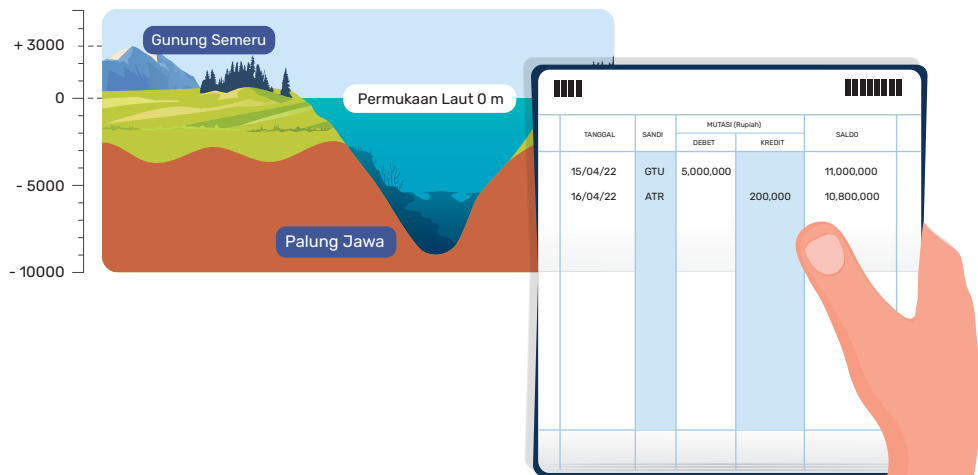 + 3000
Gunung Semeru
0
Permukaan Laut 0 m
- 5000
Palung Jawa
- 10000
TANGGAL SANDI MUTASI (Rupiah) SALDO
DEBET KREDIT
15/04/22 GTU 5,000,000 11,000,000
16/04/22 ATR 200,000 10,800,000